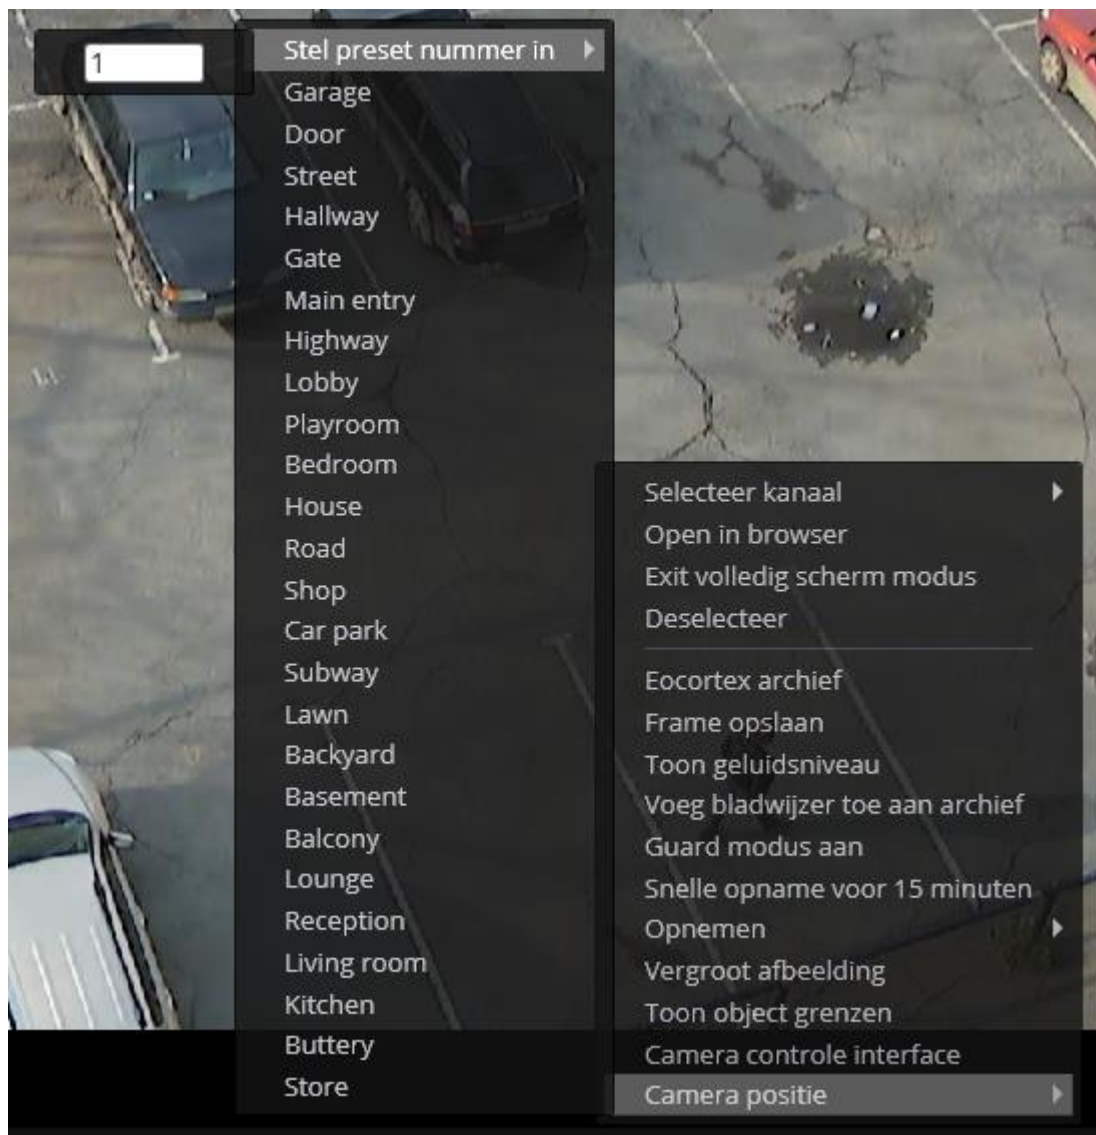 1
Stel preset nummer in
Garage
Door
Street
Hallway
Gate
Main entry
Highway
Lobby
Playroom
Bedroom
House
Road
Shop
Car park
Subway
Lawn
Backyard
Basement
Balcony
Lounge
Reception
Living room
Kitchen
Buttery
Store
Selecteer kanaal
Open in browser
Exit volledig scherm modus
Deselecteer
Eocortex archief
Frame opslaan
Toon geluidsniveau
Voeg bladwijzer toe aan archief
Guard modus aan
Snelle opname voor 15 minuten
Opnemen
Vergroot afbeelding
Toon object grenzen
Camera controle interface
Camera positie